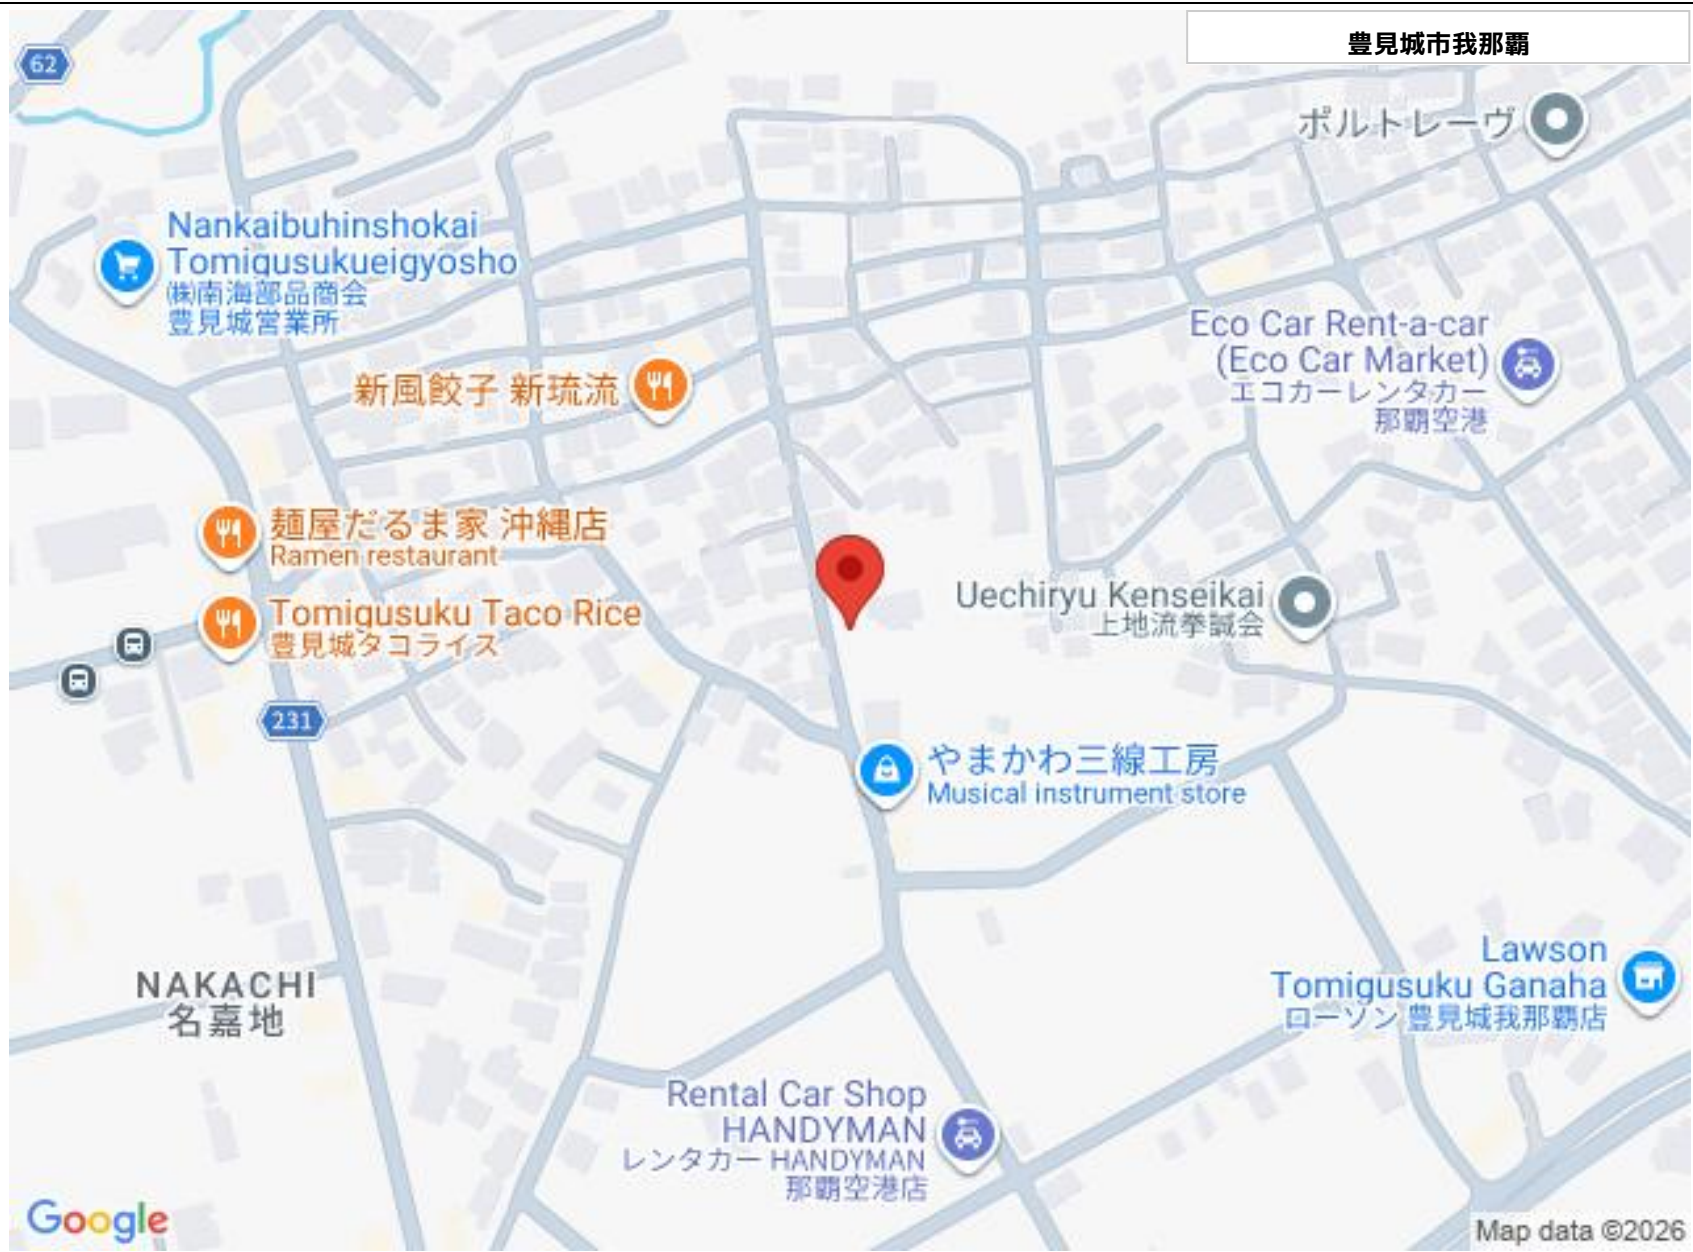 豊見城市我那覇
62
ポルトレーヴ
Nankaibuhinshokai
Tomigusukueigyosho
㈱南海部品商会
豊見城営業所
Eco Car Rent-a-car
(Eco Car Market)
エコカーレンタカー
那覇空港
新風餃子 新琉流
麺屋だるま家 沖縄店
Ramen restaurant
Tomigusuku Taco Rice
豊見城タコライス
Uechiryu Kenseikai
上地流拳誠会
231
やまかわ三線工房
Musical instrument store
Lawson
Tomigusuku Ganaha
ローソン 豊見城我那覇店
NAKACHI
名嘉地
Rental Car Shop
HANDYMAN
レンタカー HANDYMAN
那覇空港店
Google
Map data ©2026